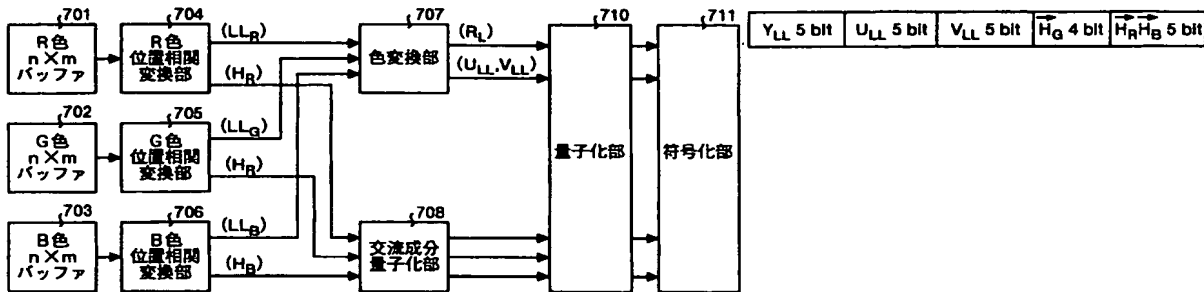 701
R色
n×m
バッファ
704
R色
位置相関
変換部
(LL_R)
(H_R)
702
G色
n×m
バッファ
705
G色
位置相関
変換部
(LL_G)
(H_R)
703
B色
n×m
バッファ
706
B色
位置相関
変換部
(LL_B)
(H_B)
707
色変換部
(R_L)
(U_LL,V_LL)
708
交流成分
量子化部
710
量子化部
711
符号化部
Y_LL 5 bit
U_LL 5 bit
V_LL 5 bit
H_G 4 bit
H_R H_B 5 bit